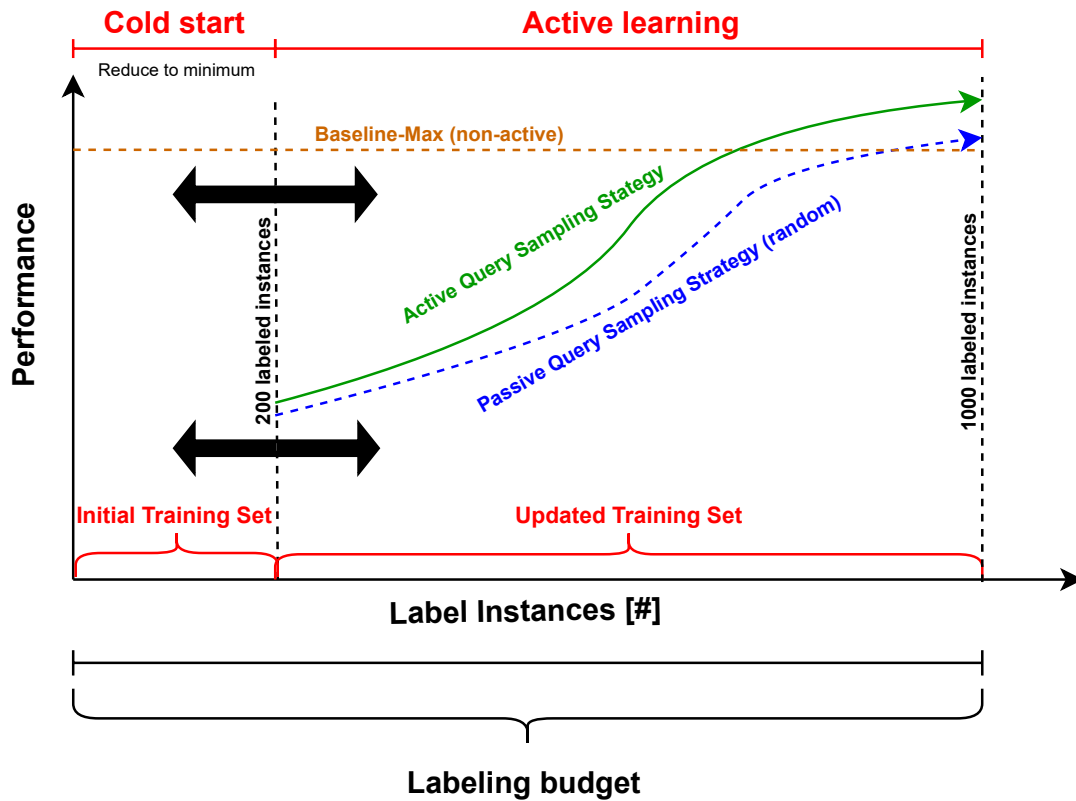 Cold start
Active learning
Reduce to minimum
Baseline-Max (non-active)
Active Query Sampling Stategy
Passive Query Sampling Strategy (random)
200 labeled instances
1000 labeled instances
Performance
Initial Training Set
Updated Training Set
Label Instances [#]
Labeling budget